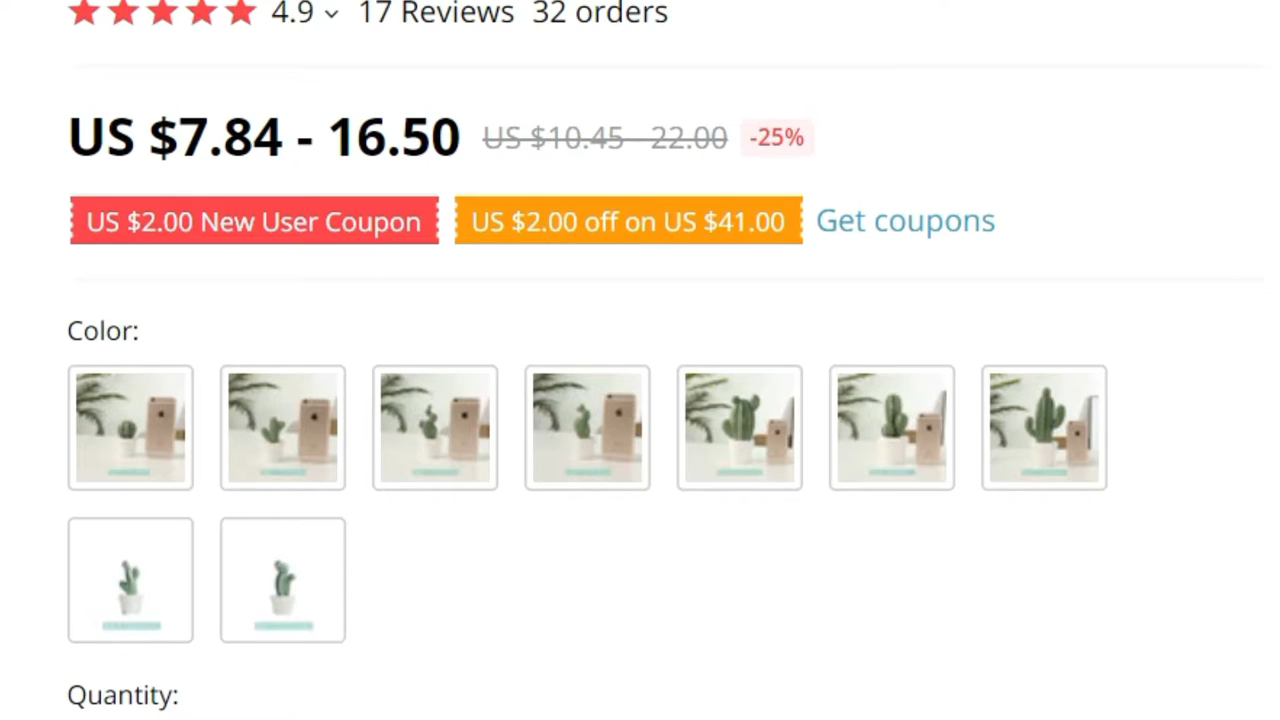 4.9 17 Reviews 32 orders
US $7.84 - 16.50 US $10.45 - 22.00 -25%
US $2.00 New User Coupon US $2.00 off on US $41.00 Get coupons
Color:
Quantity: